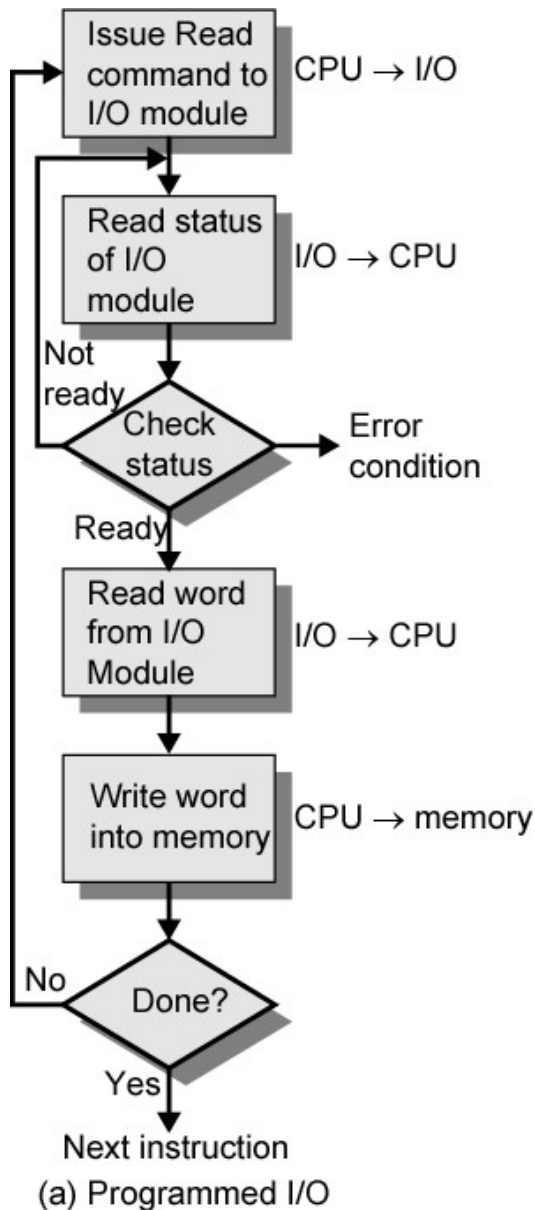 Issue Read
command to
I/O module
CPU → I/O
Read status
of I/O
module
I/O → CPU
Not
ready
Check
status
Error
condition
Ready
Read word
from I/O
Module
I/O → CPU
Write word
into memory
CPU → memory
No
Done?
Yes
Next instruction
(a) Programmed I/O